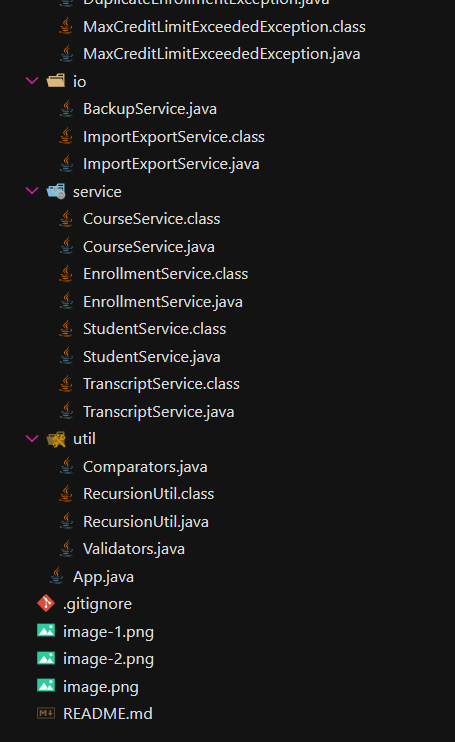 DuplicateEnrollmentException.java
MaxCreditLimitExceededException.class
MaxCreditLimitExceededException.java
io
BackupService.java
ImportExportService.class
ImportExportService.java
service
CourseService.class
CourseService.java
EnrollmentService.class
EnrollmentService.java
StudentService.class
StudentService.java
TranscriptService.class
TranscriptService.java
util
Comparators.java
RecursionUtil.class
RecursionUtil.java
Validators.java
App.java
.gitignore
image-1.png
image-2.png
image.png
README.md